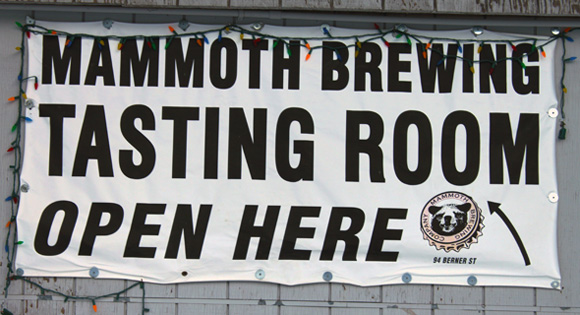 MAMMOTH BREWING
TASTING ROOM
OPEN HERE
MAMMOTH BREWING COMPANY
94 BERNER ST